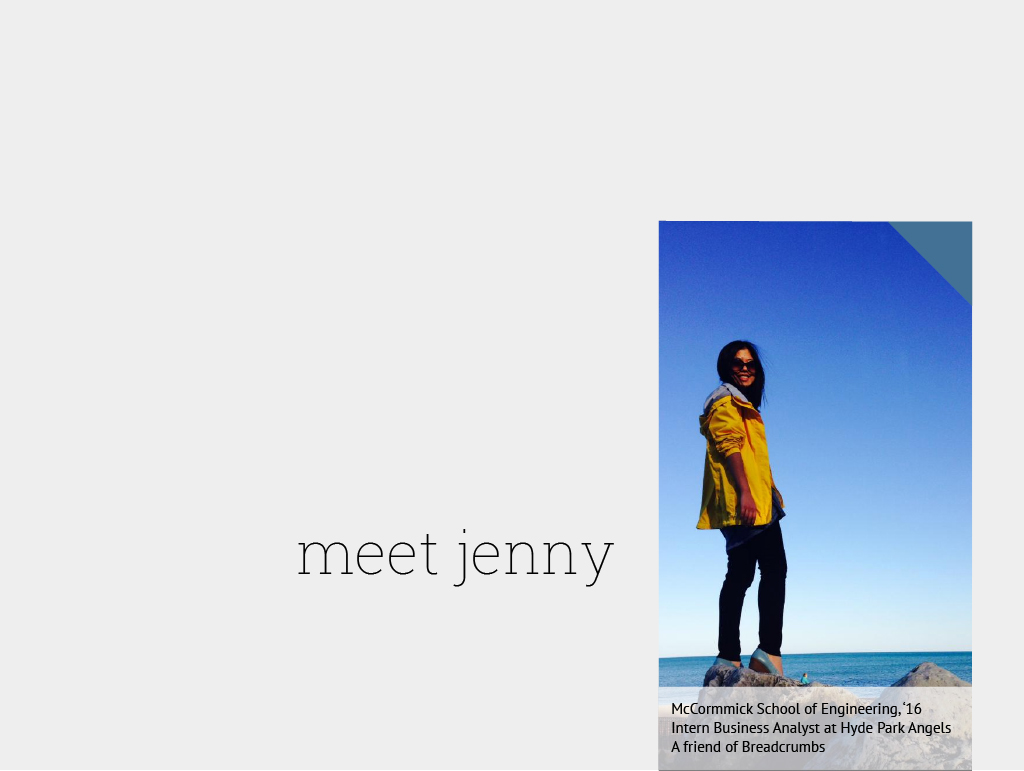 meet jenny
McCormmick School of Engineering, ‘16
Intern Business Analyst at Hyde Park Angels
A friend of Breadcrumbs